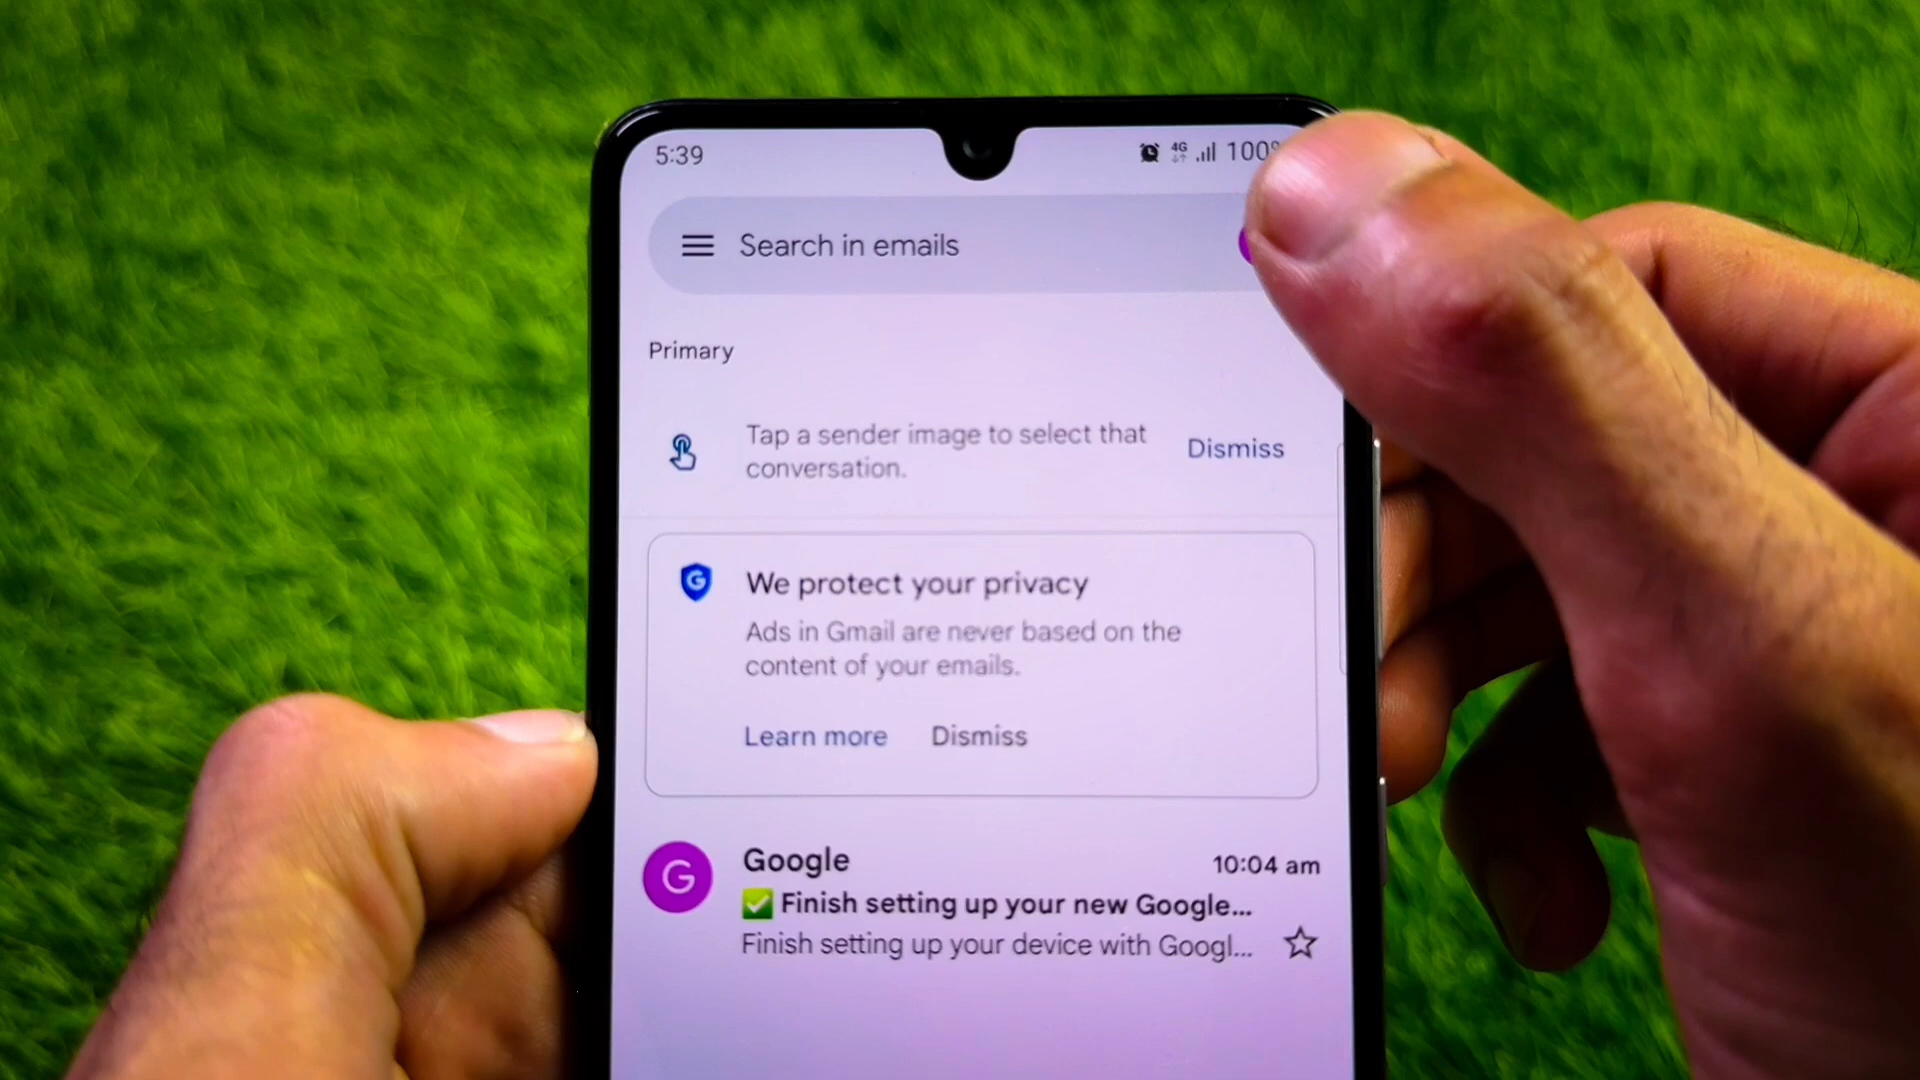 5:39
4G 100%
Search in emails
Primary
Tap a sender image to select that
conversation.
Dismiss
G
We protect your privacy
Ads in Gmail are never based on the
content of your emails.
Learn more Dismiss
G
Google 10:04 am
✅ Finish setting up your new Google...
Finish setting up your device with Googl...